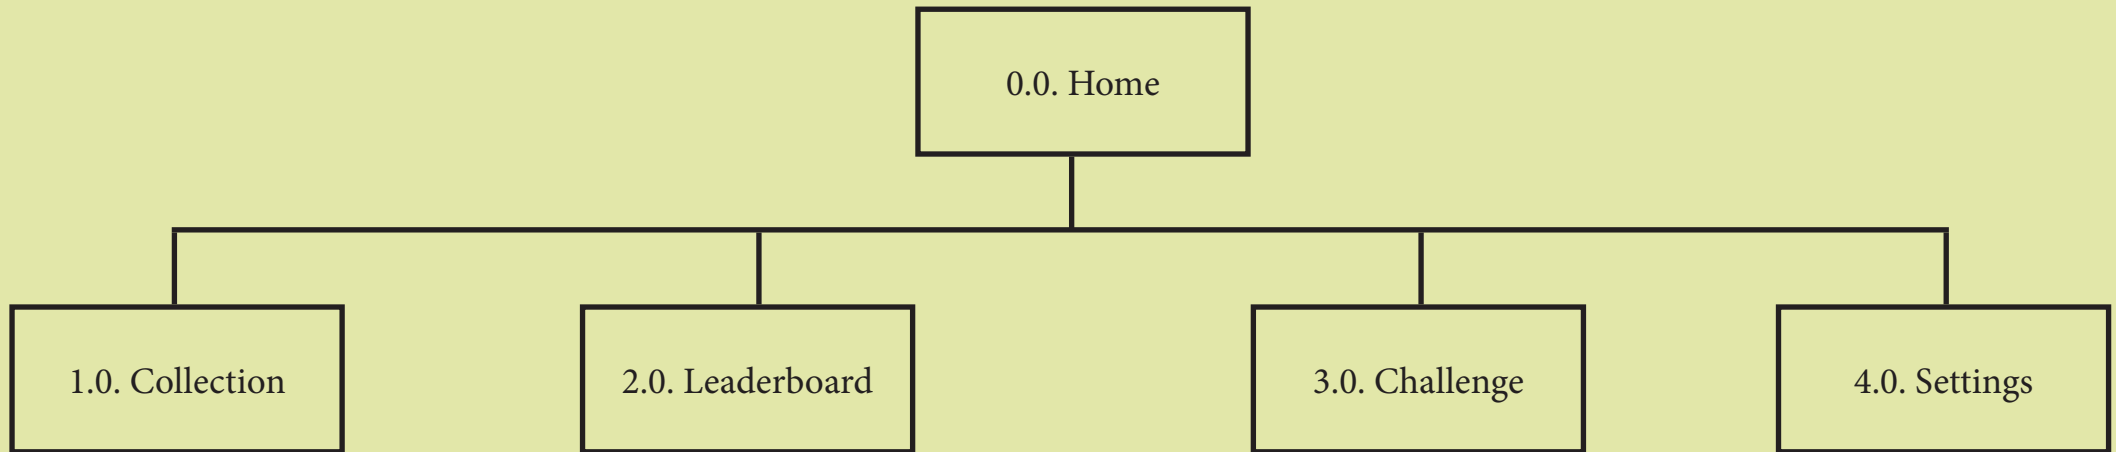 0.0. Home
1.0. Collection
2.0. Leaderboard
3.0. Challenge
4.0. Settings